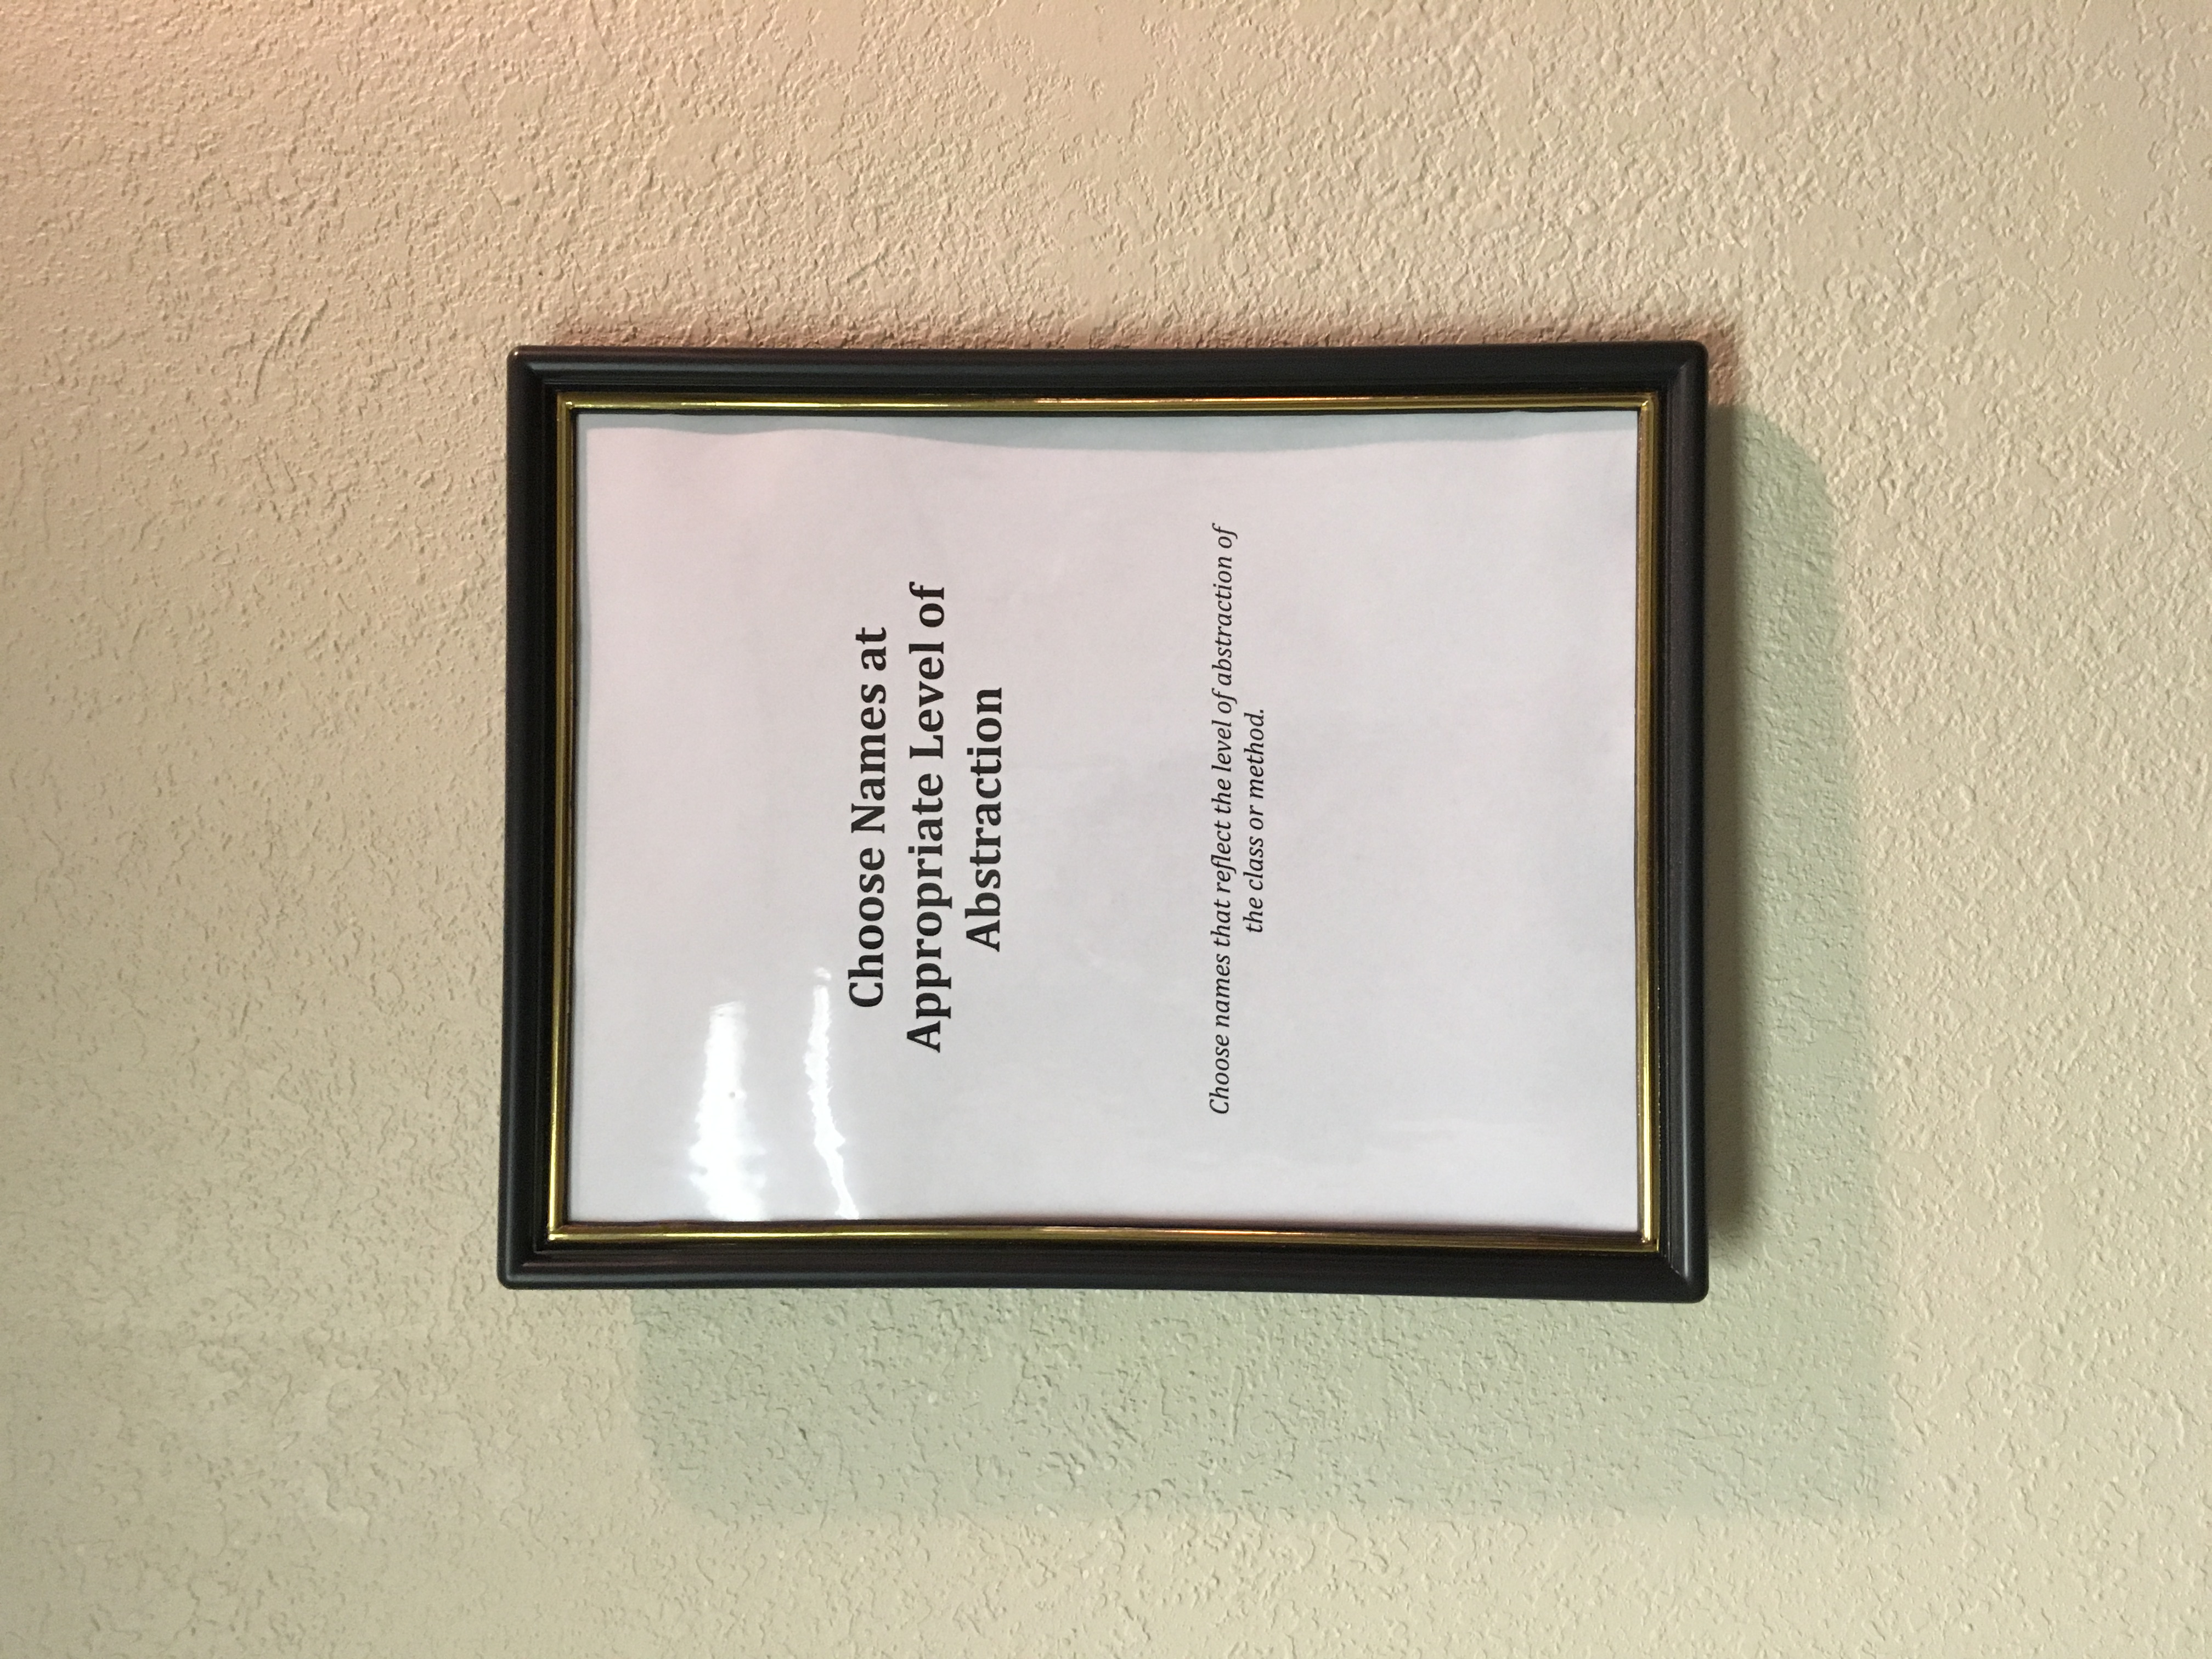 Choose Names at
Appropriate Level of
Abstraction
Choose names that reflect the level of abstraction of
the class or method.